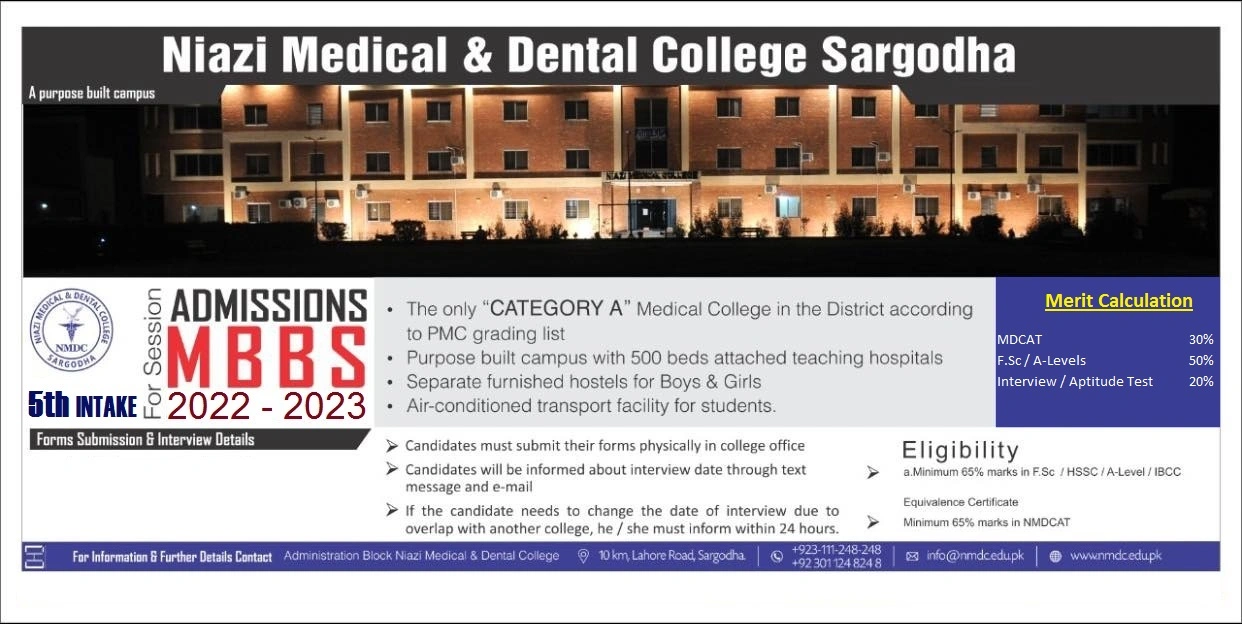 Niazi Medical & Dental College Sargodha
A purpose built campus
NIAZI MEDICAL COLLEGE
NIAZI MEDICAL & DENTAL COLLEGE
NMDC
SARGODHA
5th INTAKE
For Session
ADMISSIONS
MBBS
2022 - 2023
• The only “CATEGORY A” Medical College in the District according
to PMC grading list
• Purpose built campus with 500 beds attached teaching hospitals
• Separate furnished hostels for Boys & Girls
• Air-conditioned transport facility for students.
Merit Calculation
MDCAT 30%
F.Sc / A-Levels 50%
Interview / Aptitude Test 20%
Forms Submission & Interview Details
➢ Candidates must submit their forms physically in college office
➢ Candidates will be informed about interview date through text
message and e-mail
➢ If the candidate needs to change the date of interview due to
overlap with another college, he / she must inform within 24 hours.
Eligibility
➢ a.Minimum 65% marks in F.Sc / HSSC / A-Level / IBCC
Equivalence Certificate
➢ Minimum 65% marks in NMDCAT
For Information & Further Details Contact Administration Block Niazi Medical & Dental College
10 km, Lahore Road, Sargodha.
+923-111-248-248
+92 301 124 824 8
info@nmdc.edu.pk
www.nmdc.edu.pk